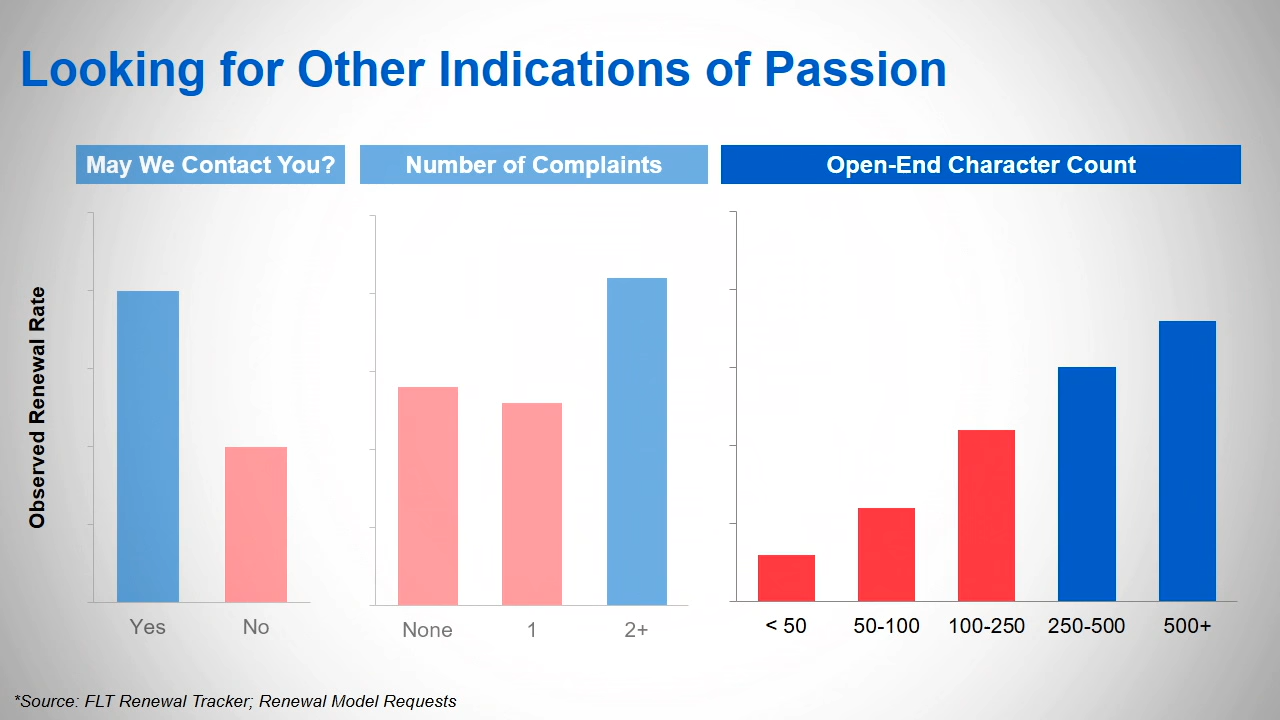 Looking for Other Indications of Passion
May We Contact You?
Number of Complaints
Open-End Character Count
Observed Renewal Rate
Yes No
None 1 2+
< 50 50-100 100-250 250-500 500+
*Source: FLT Renewal Tracker; Renewal Model Requests